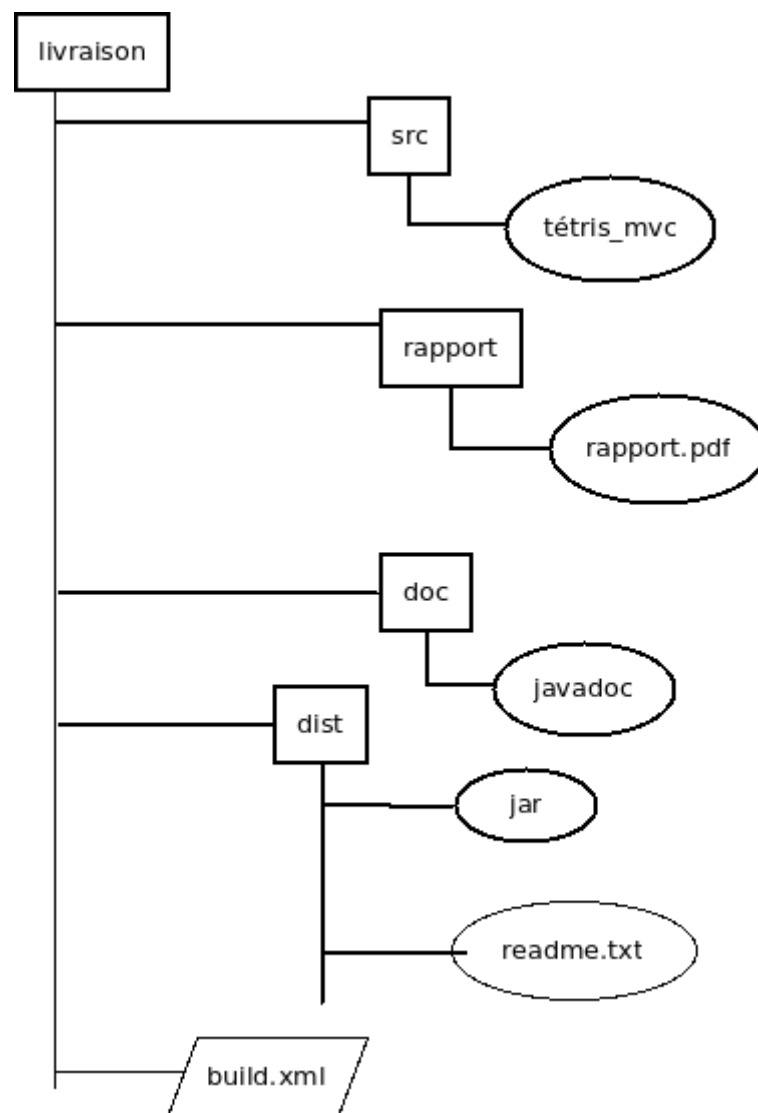 livraison
src
tétris_mvc
rapport
rapport.pdf
doc
javadoc
dist
jar
readme.txt
build.xml